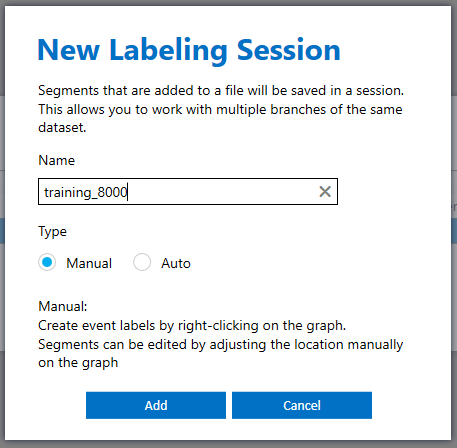 New Labeling Session
Segments that are added to a file will be saved in a session.
This allows you to work with multiple branches of the same
dataset.
Name
training_8000
Type
Manual
Auto
Manual:
Create event labels by right-clicking on the graph.
Segments can be edited by adjusting the location manually
on the graph
Add
Cancel